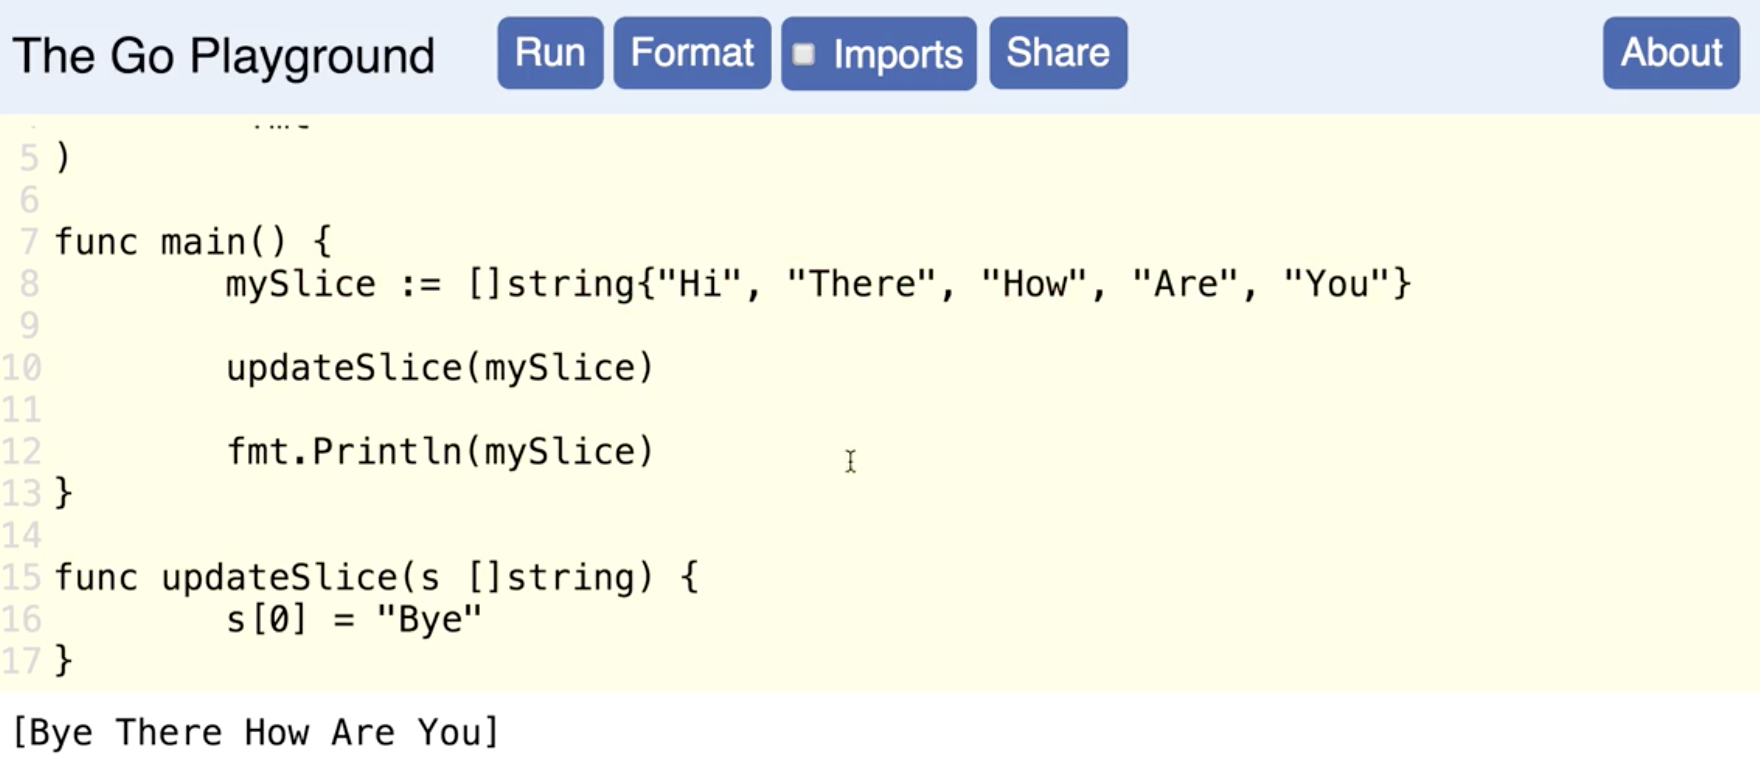 The Go Playground Run Format Imports Share About
5 )
6
7 func main() {
8 mySlice := []string{"Hi", "There", "How", "Are", "You"}
9
10 updateSlice(mySlice)
11
12 fmt.Println(mySlice)
13 }
14
15 func updateSlice(s []string) {
16 s[0] = "Bye"
17 }
[Bye There How Are You]